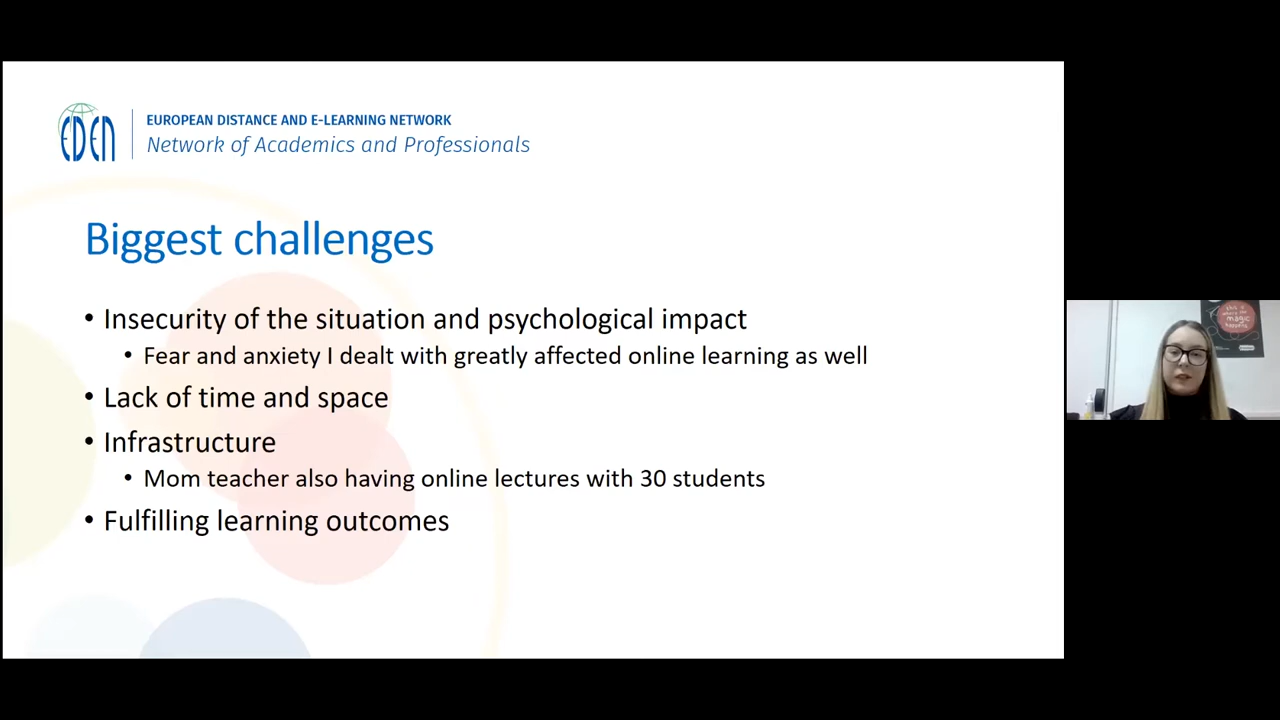 EDEN
EUROPEAN DISTANCE AND E-LEARNING NETWORK
Network of Academics and Professionals
Biggest challenges
• Insecurity of the situation and psychological impact
• Fear and anxiety I dealt with greatly affected online learning as well
• Lack of time and space
• Infrastructure
• Mom teacher also having online lectures with 30 students
• Fulfilling learning outcomes
magic
happens